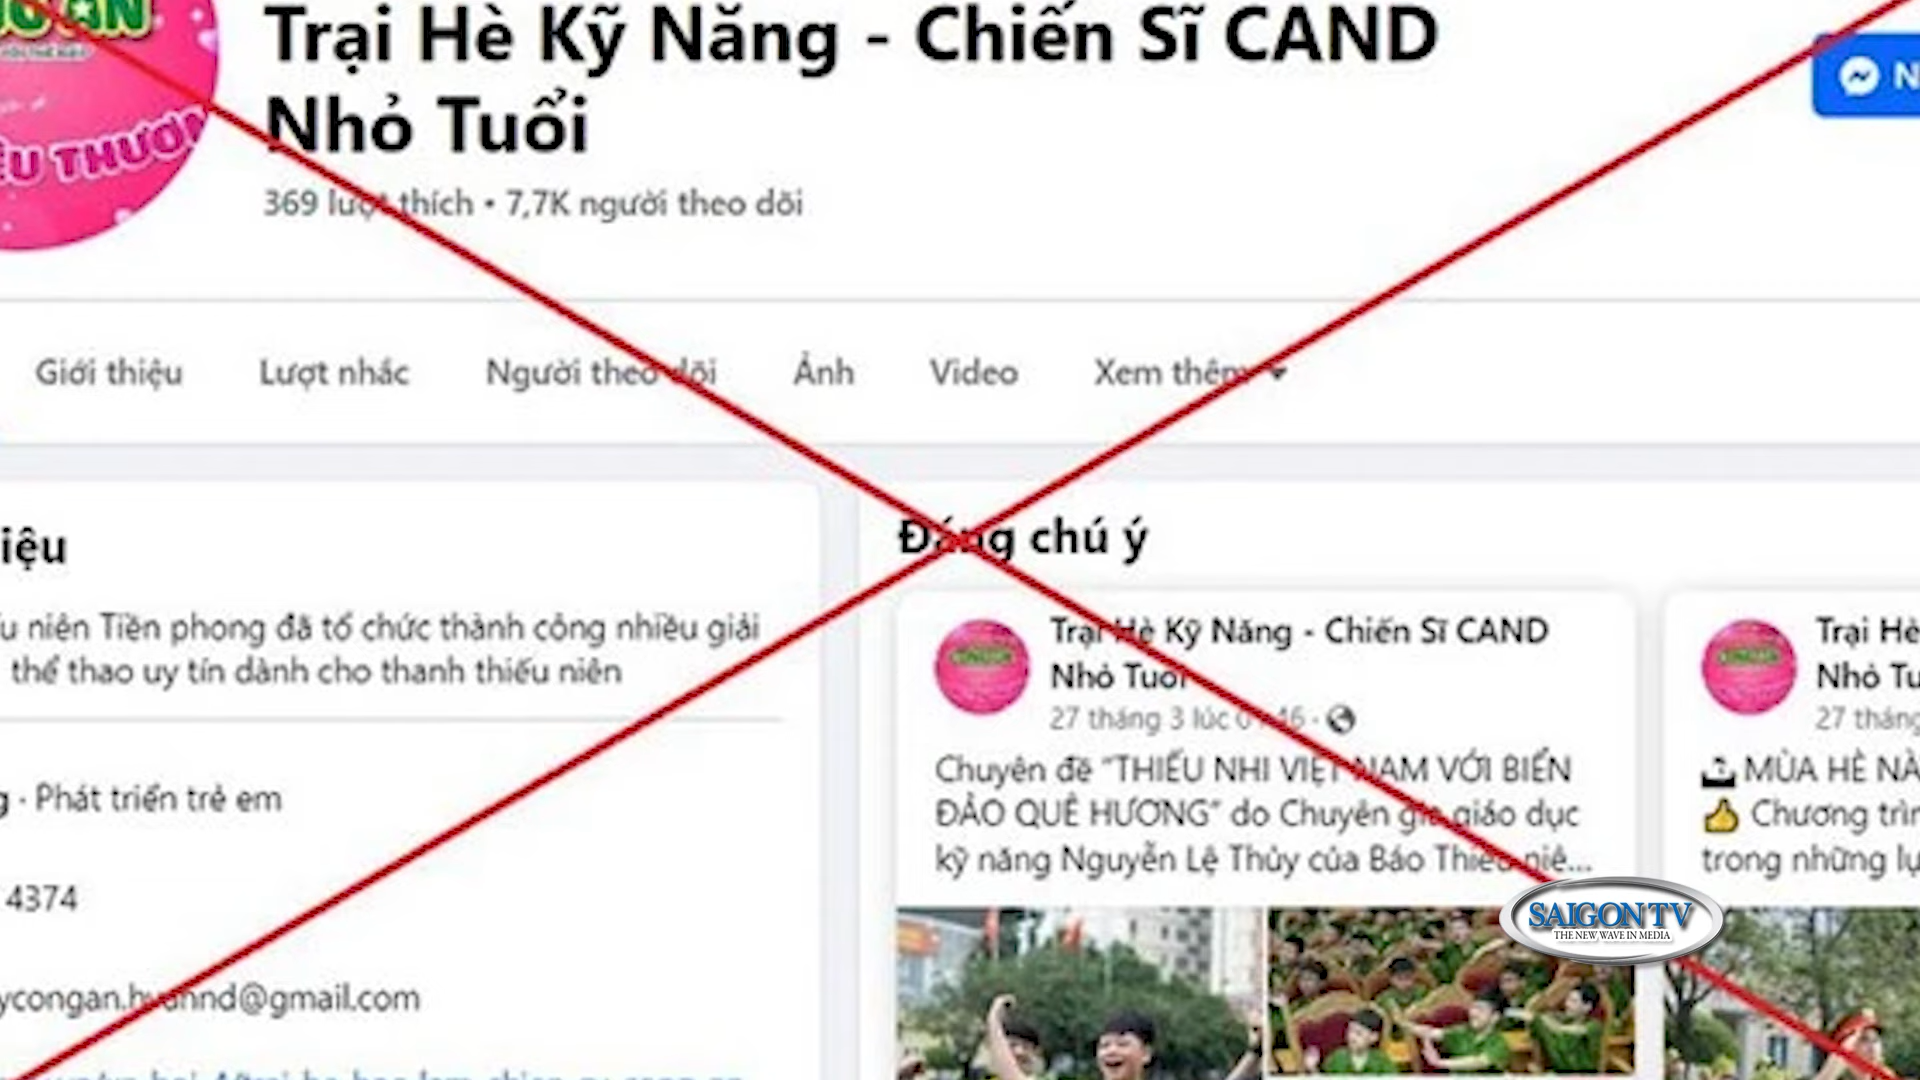 Trại Hè Kỹ Năng - Chiến Sĩ CAND
Nhỏ Tuổi
369 lượt thích • 7,7K người theo dõi
Giới thiệu Lượt nhắc Người theo dõi Ảnh Video Xem thêm
iệu
u niên Tiền phong đã tổ chức thành công nhiều giải
thể thao uy tín dành cho thanh thiếu niên
g · Phát triển trẻ em
4374
Đáng chú ý
Trại Hè Kỹ Năng - Chiến Sĩ CAND
Nhỏ Tuổi
27 tháng 3 lúc
Chuyên đề "THIẾU NHI VIỆT NAM VỚI BIỂN
ĐẢO QUÊ HƯƠNG" do Chuyên gia giáo dục
kỹ năng Nguyễn Lệ Thủy của Báo Thiếu niê...
Trại Hè
Nhỏ Tu
27 tháng
MÙA HÈ NÀ
👍 Chương trìn
trong những lự
SAIGON TV
THE NEW WAVE IN MEDIA